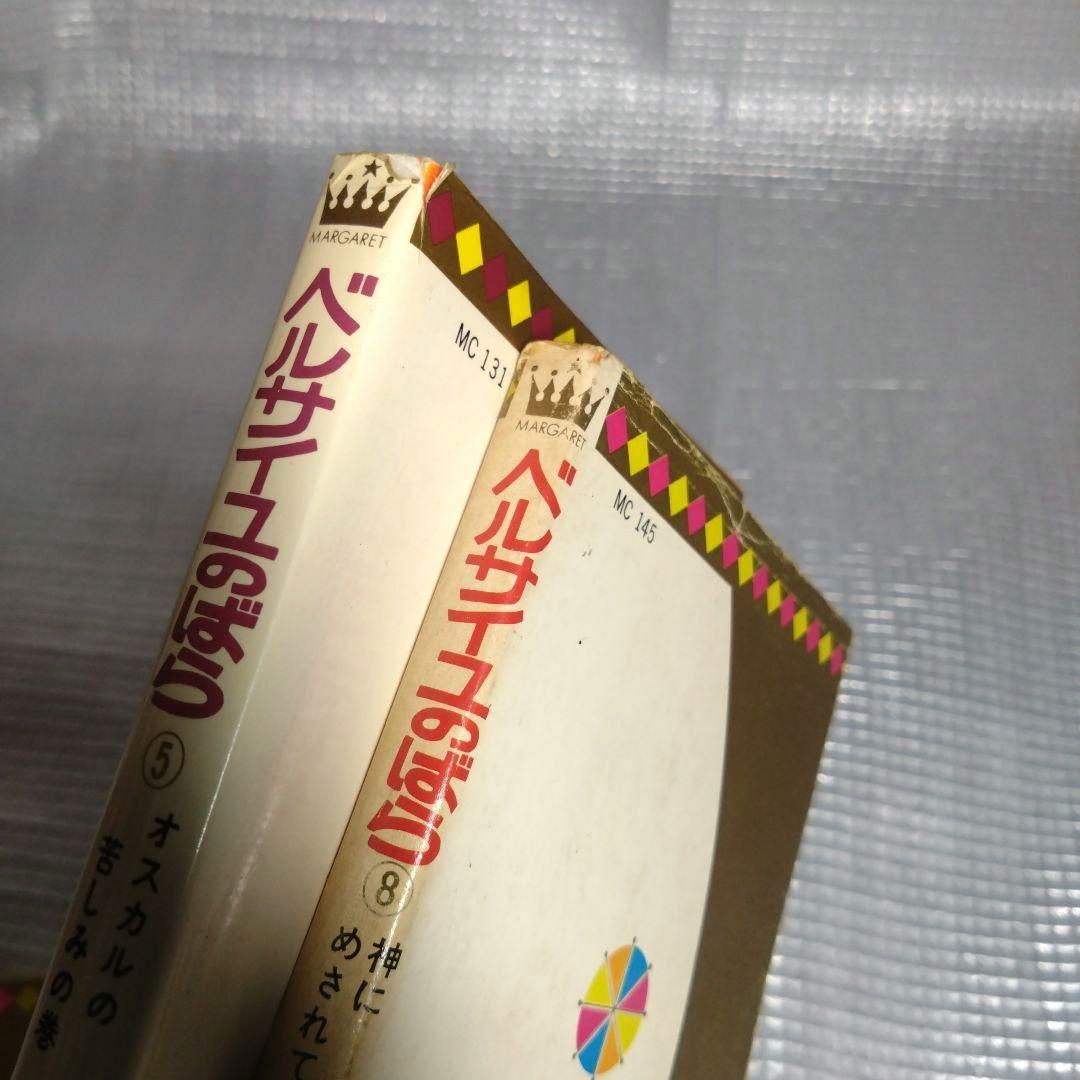 MARGARET
ベルサイユのばら
⑤
オスカルの
苦しみの巻
MC 131
MARGARET
ベルサイユのばら
⑧
神に
めされて
MC 145